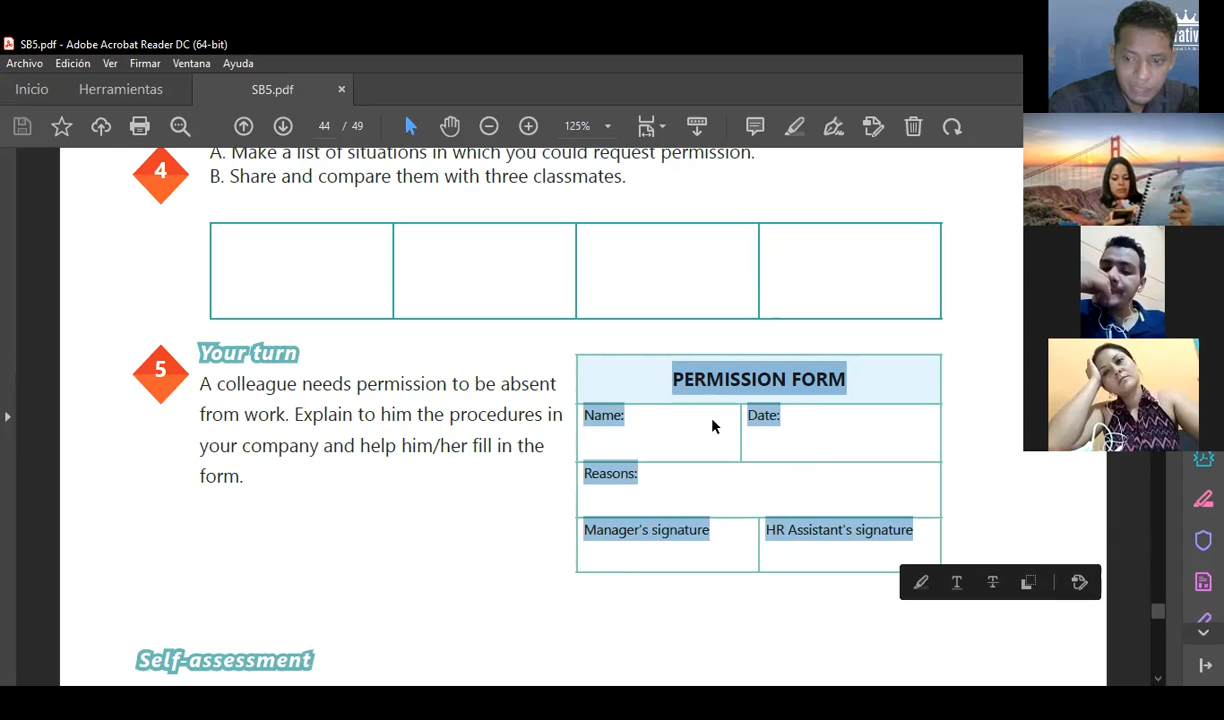 SB5.pdf - Adobe Acrobat Reader DC (64-bit)
Archivo Edición Ver Firmar Ventana Ayuda
Inicio Herramientas SB5.pdf ×
44 / 49 125%
4
A. Make a list of situations in which you could request permission.
B. Share and compare them with three classmates.
5
Your turn
A colleague needs permission to be absent
from work. Explain to him the procedures in
your company and help him/her fill in the
form.
PERMISSION FORM
Name: Date:
Reasons:
Manager's signature HR Assistant's signature
Self-assessment